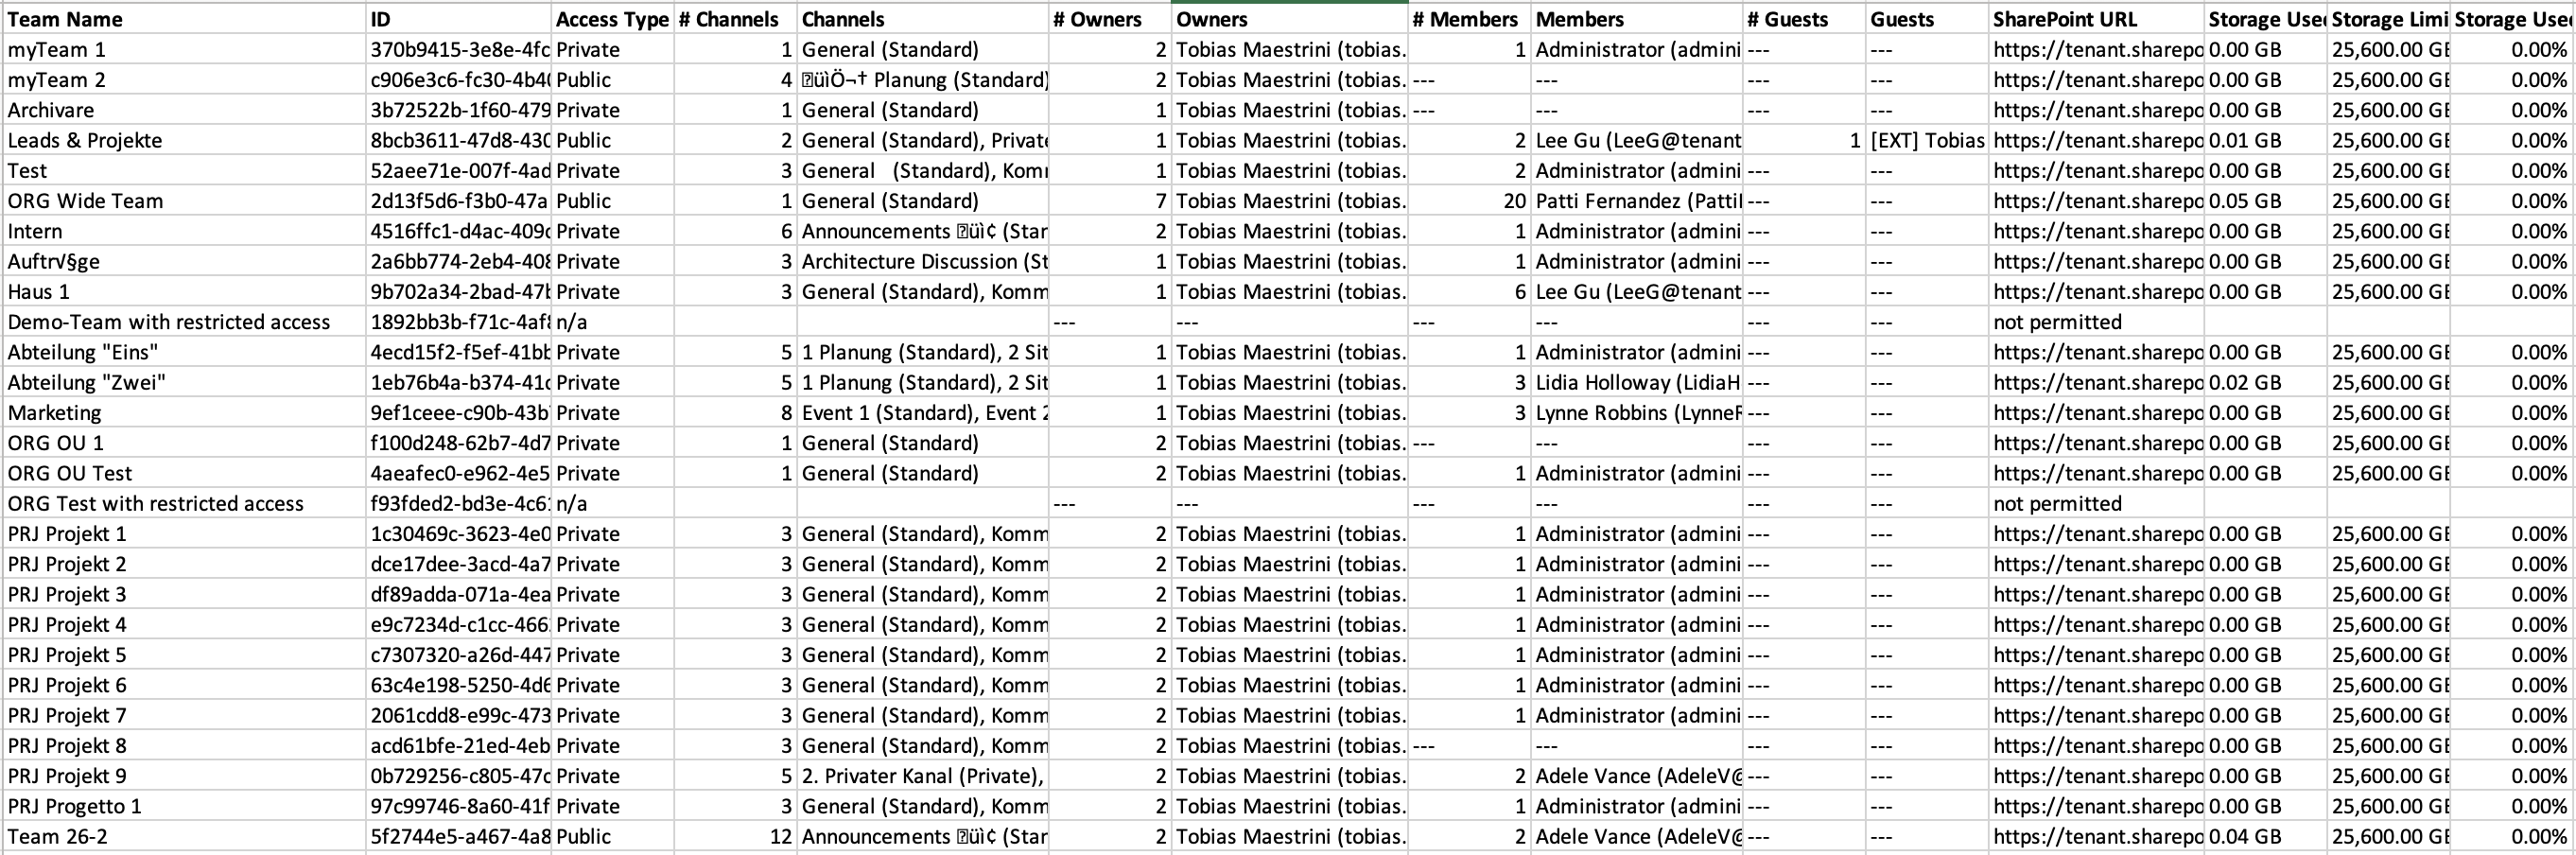 Team Name ID Access Type # Channels Channels # Owners Owners # Members Members # Guests Guests SharePoint URL Storage Used Storage Limi Storage Used
myTeam 1 370b9415-3e8e-4fc Private 1 General (Standard) 2 Tobias Maestrini (tobias. 1 Administrator (admini --- --- https://tenant.sharepo 0.00 GB 25,600.00 GB 0.00%
myTeam 2 c906e3c6-fc30-4b40 Public 4 üìÖ¬† Planung (Standard) 2 Tobias Maestrini (tobias. --- --- --- --- https://tenant.sharepo 0.00 GB 25,600.00 GB 0.00%
Archivare 3b72522b-1f60-479 Private 1 General (Standard) 1 Tobias Maestrini (tobias. --- --- --- --- https://tenant.sharepo 0.00 GB 25,600.00 GB 0.00%
Leads & Projekte 8bcb3611-47d8-430 Public 2 General (Standard), Private 1 Tobias Maestrini (tobias. 2 Lee Gu (LeeG@tenant 1 [EXT] Tobias https://tenant.sharepo 0.01 GB 25,600.00 GB 0.00%
Test 52aee71e-007f-4ad Private 3 General (Standard), Kom 1 Tobias Maestrini (tobias. 2 Administrator (admini --- --- https://tenant.sharepo 0.00 GB 25,600.00 GB 0.00%
ORG Wide Team 2d13f5d6-f3b0-47a Public 1 General (Standard) 7 Tobias Maestrini (tobias. 20 Patti Fernandez (Patti --- --- https://tenant.sharepo 0.05 GB 25,600.00 GB 0.00%
Intern 4516ffc1-d4ac-409c Private 6 Announcements üì¢ (Star 2 Tobias Maestrini (tobias. 1 Administrator (admini --- --- https://tenant.sharepo 0.00 GB 25,600.00 GB 0.00%
Auftr√§ge 2a6bb774-2eb4-408 Private 3 Architecture Discussion (St 1 Tobias Maestrini (tobias. 1 Administrator (admini --- --- https://tenant.sharepo 0.00 GB 25,600.00 GB 0.00%
Haus 1 9b702a34-2bad-47b Private 3 General (Standard), Komm 1 Tobias Maestrini (tobias. 6 Lee Gu (LeeG@tenant --- --- https://tenant.sharepo 0.00 GB 25,600.00 GB 0.00%
Demo-Team with restricted access 1892bb3b-f71c-4af8 n/a --- --- --- --- --- --- not permitted
Abteilung "Eins" 4ecd15f2-f5ef-41bb Private 5 1 Planung (Standard), 2 Sit 1 Tobias Maestrini (tobias. 1 Administrator (admini --- --- https://tenant.sharepo 0.00 GB 25,600.00 GB 0.00%
Abteilung "Zwei" 1eb76b4a-b374-41c Private 5 1 Planung (Standard), 2 Sit 1 Tobias Maestrini (tobias. 3 Lidia Holloway (LidiaH --- --- https://tenant.sharepo 0.02 GB 25,600.00 GB 0.00%
Marketing 9ef1ceee-c90b-43b Private 8 Event 1 (Standard), Event 2 1 Tobias Maestrini (tobias. 3 Lynne Robbins (LynneR --- --- https://tenant.sharepo 0.00 GB 25,600.00 GB 0.00%
ORG OU 1 f100d248-62b7-4d7 Private 1 General (Standard) 2 Tobias Maestrini (tobias. --- --- --- --- https://tenant.sharepo 0.00 GB 25,600.00 GB 0.00%
ORG OU Test 4aeafec0-e962-4e5 Private 1 General (Standard) 2 Tobias Maestrini (tobias. 1 Administrator (admini --- --- https://tenant.sharepo 0.00 GB 25,600.00 GB 0.00%
ORG Test with restricted access f93fded2-bd3e-4c61 n/a --- --- --- --- --- --- not permitted
PRJ Projekt 1 1c30469c-3623-4e0 Private 3 General (Standard), Komm 2 Tobias Maestrini (tobias. 1 Administrator (admini --- --- https://tenant.sharepo 0.00 GB 25,600.00 GB 0.00%
PRJ Projekt 2 dce17dee-3acd-4a7 Private 3 General (Standard), Komm 2 Tobias Maestrini (tobias. 1 Administrator (admini --- --- https://tenant.sharepo 0.00 GB 25,600.00 GB 0.00%
PRJ Projekt 3 df89adda-071a-4ea Private 3 General (Standard), Komm 2 Tobias Maestrini (tobias. 1 Administrator (admini --- --- https://tenant.sharepo 0.00 GB 25,600.00 GB 0.00%
PRJ Projekt 4 e9c7234d-c1cc-466 Private 3 General (Standard), Komm 2 Tobias Maestrini (tobias. 1 Administrator (admini --- --- https://tenant.sharepo 0.00 GB 25,600.00 GB 0.00%
PRJ Projekt 5 c7307320-a26d-447 Private 3 General (Standard), Komm 2 Tobias Maestrini (tobias. 1 Administrator (admini --- --- https://tenant.sharepo 0.00 GB 25,600.00 GB 0.00%
PRJ Projekt 6 63c4e198-5250-4d6 Private 3 General (Standard), Komm 2 Tobias Maestrini (tobias. 1 Administrator (admini --- --- https://tenant.sharepo 0.00 GB 25,600.00 GB 0.00%
PRJ Projekt 7 2061cdd8-e99c-473 Private 3 General (Standard), Komm 2 Tobias Maestrini (tobias. 1 Administrator (admini --- --- https://tenant.sharepo 0.00 GB 25,600.00 GB 0.00%
PRJ Projekt 8 acd61bfe-21ed-4eb Private 3 General (Standard), Komm 2 Tobias Maestrini (tobias. --- --- --- --- https://tenant.sharepo 0.00 GB 25,600.00 GB 0.00%
PRJ Projekt 9 0b729256-c805-47c Private 5 2. Privater Kanal (Private), 2 Tobias Maestrini (tobias. 2 Adele Vance (AdeleV@ --- --- https://tenant.sharepo 0.00 GB 25,600.00 GB 0.00%
PRJ Progetto 1 97c99746-8a60-41f Private 3 General (Standard), Komm 2 Tobias Maestrini (tobias. 1 Administrator (admini --- --- https://tenant.sharepo 0.00 GB 25,600.00 GB 0.00%
Team 26-2 5f2744e5-a467-4a8 Public 12 Announcements üì¢ (Star 2 Tobias Maestrini (tobias. 2 Adele Vance (AdeleV@ --- --- https://tenant.sharepo 0.04 GB 25,600.00 GB 0.00%